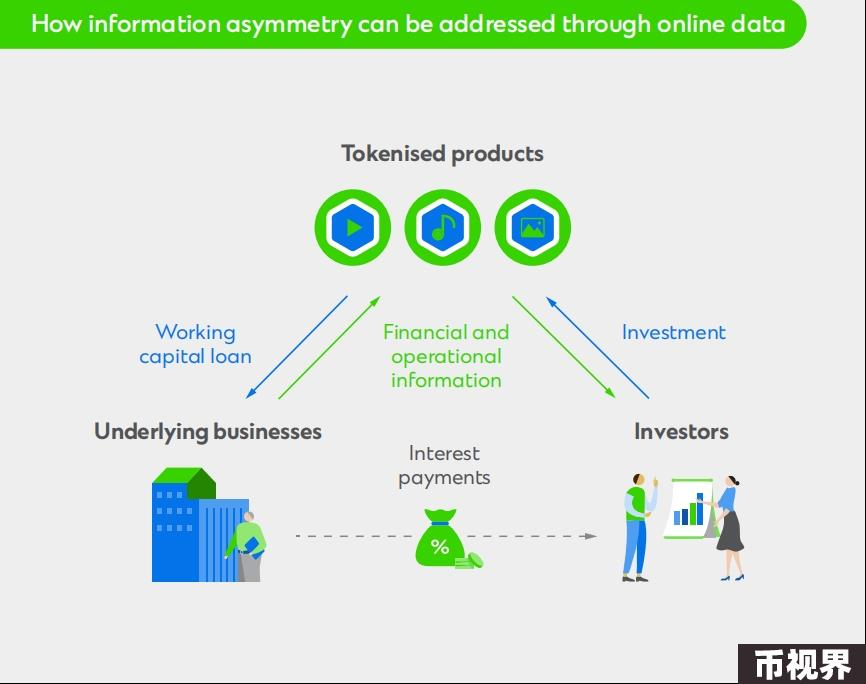 How information asymmetry can be addressed through online data
Tokenised products
Working
capital loan
Financial and
operational
information
Investment
Underlying businesses
Investors
Interest
payments
%
币视界